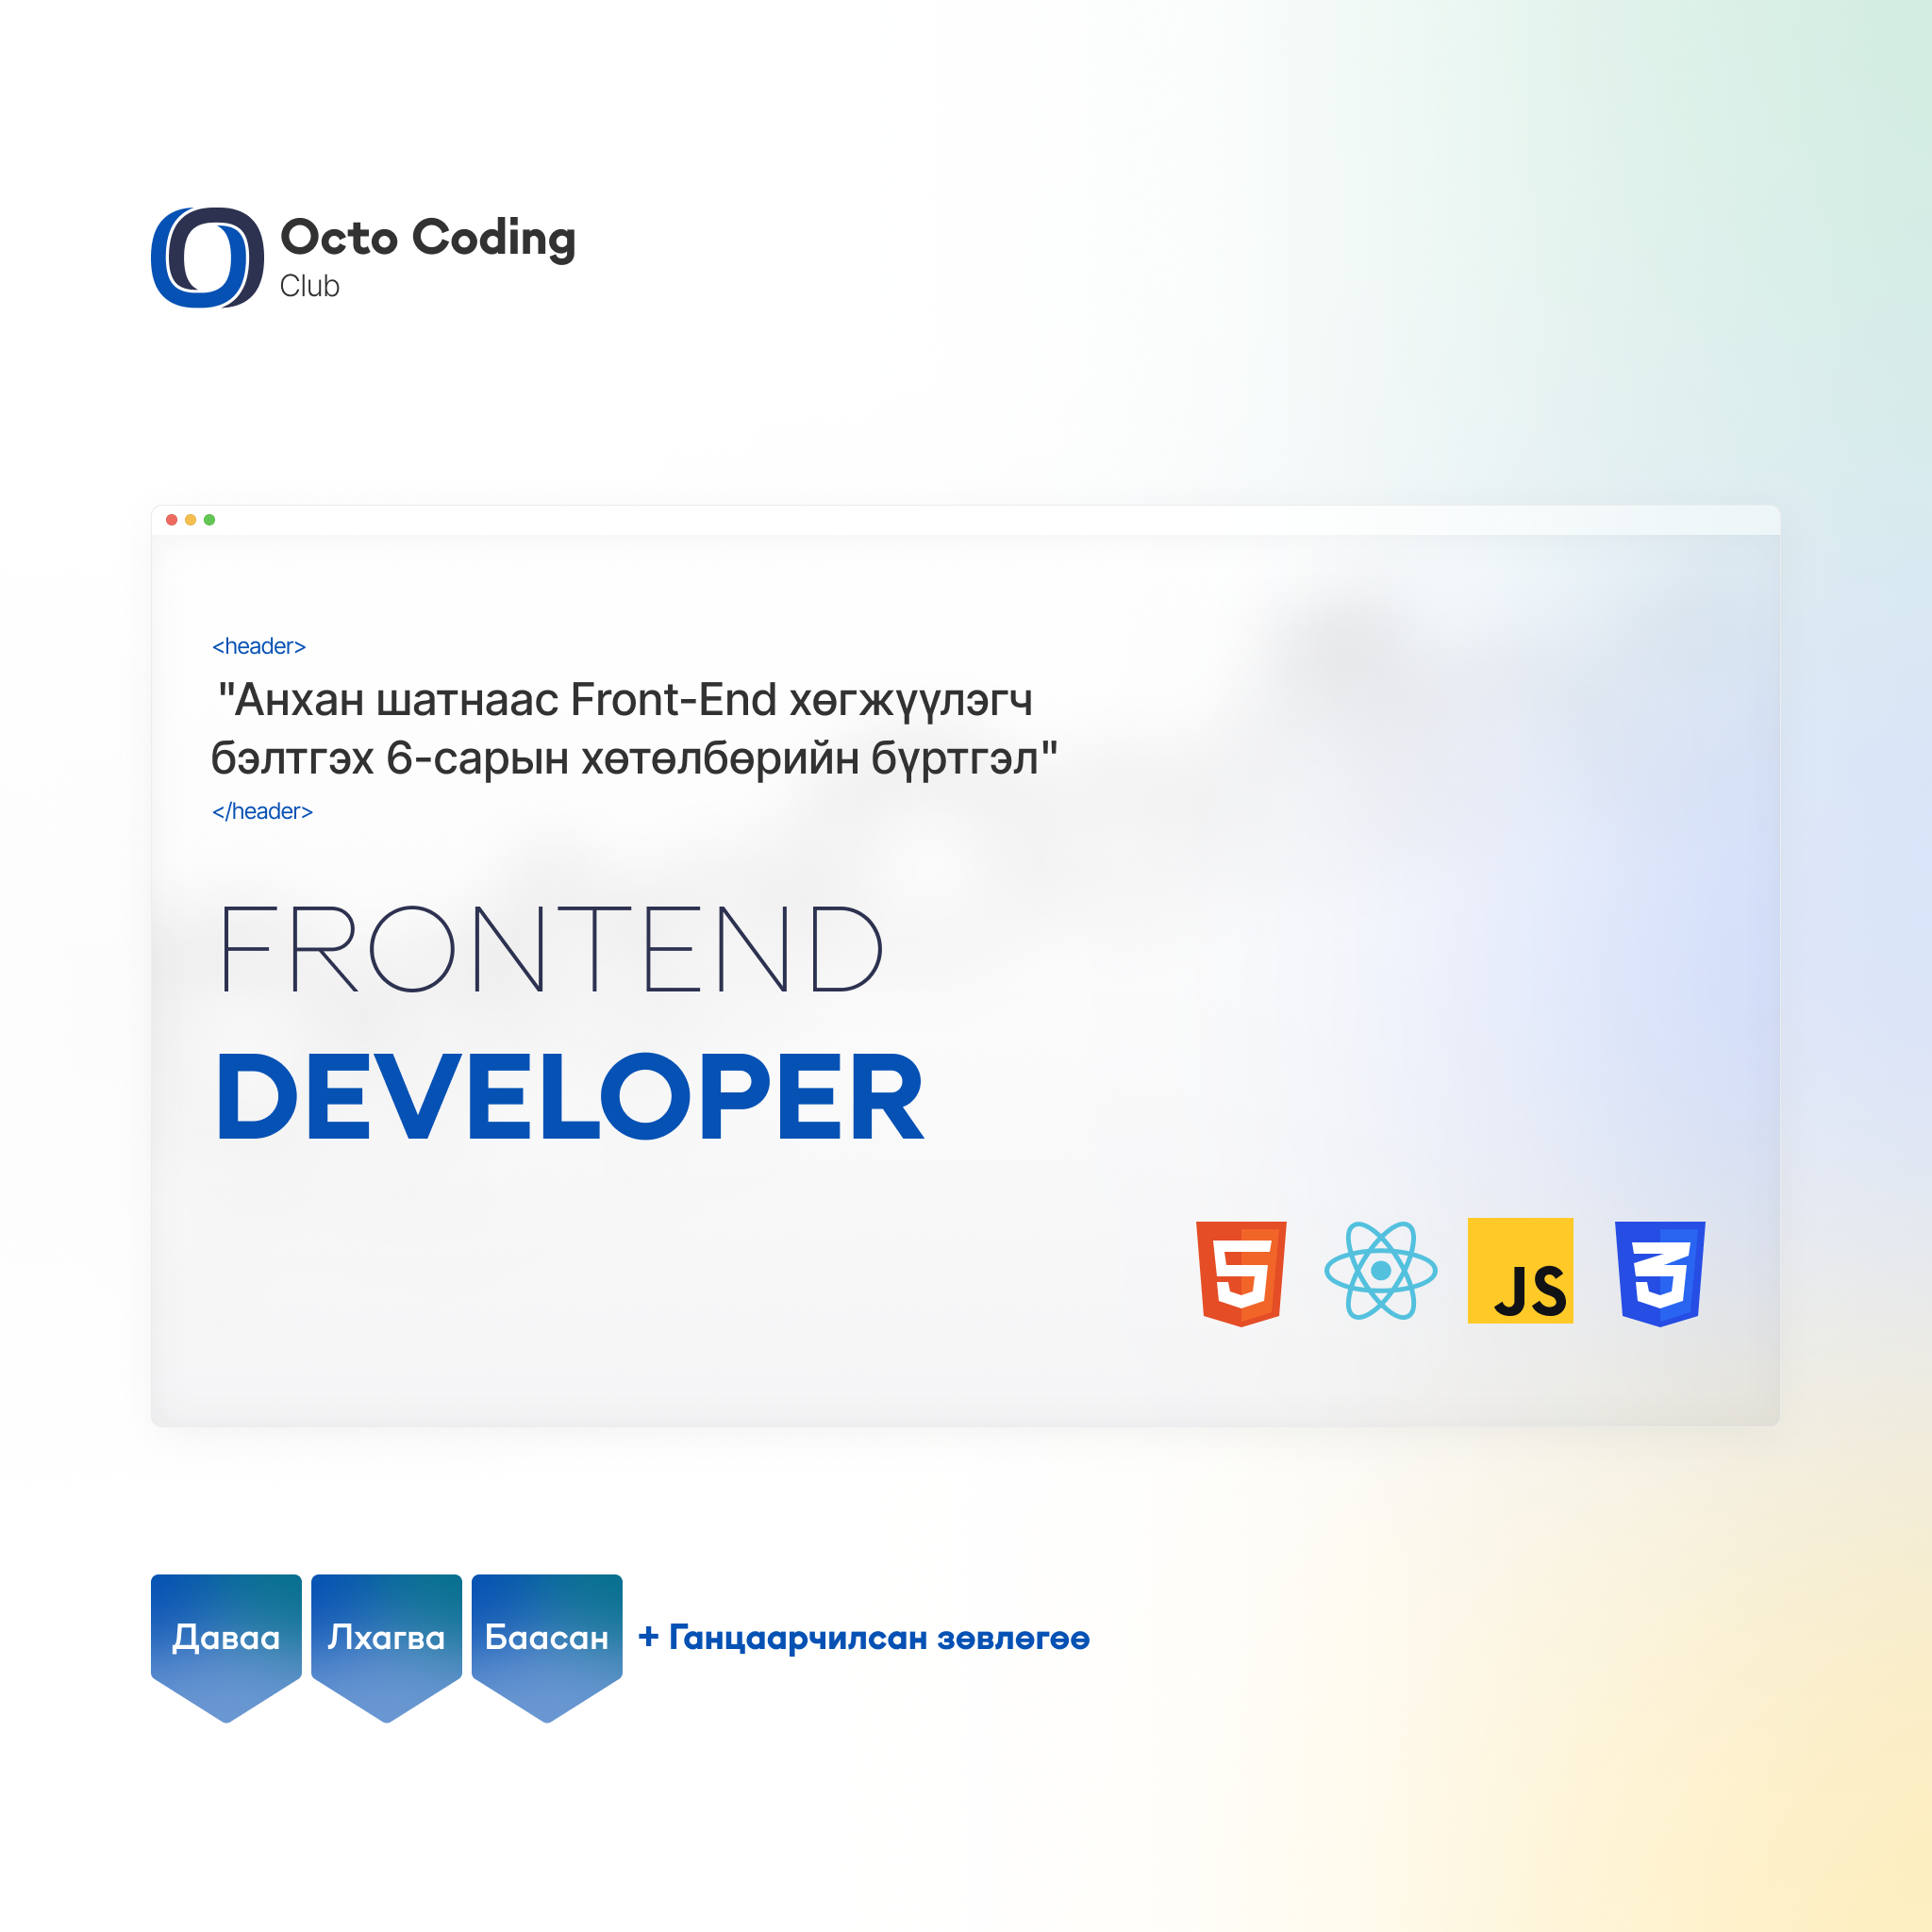 Octo Coding
Club
<header>
"Анхан шатнаас Front-End хөгжүүлэгч
бэлтгэх 6-сарын хөтөлбөрийн бүртгэл"
</header>
FRONTEND
DEVELOPER
5
JS
3
Даваа Лхагва Баасан + Ганцаарчилсан зөвлөгөө